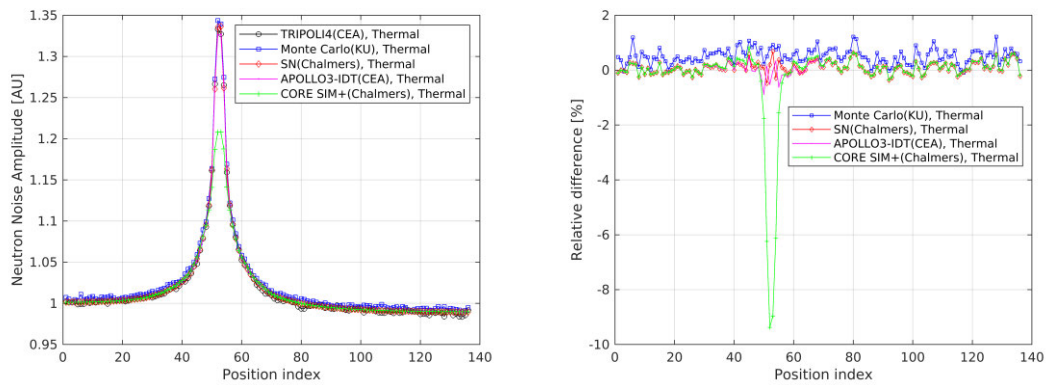 Neutron Noise Amplitude [AU]
1.35
1.3
1.25
1.2
1.15
1.1
1.05
1
0.95
TRIPOLI4(CEA), Thermal
Monte Carlo(KU), Thermal
SN(Chalmers), Thermal
APOLLO3-IDT(CEA), Thermal
CORE SIM+(Chalmers), Thermal
0 20 40 60 80 100 120 140
Position index
Relative difference [%]
2
0
-2
-4
-6
-8
-10
Monte Carlo(KU), Thermal
SN(Chalmers), Thermal
APOLLO3-IDT(CEA), Thermal
CORE SIM+(Chalmers), Thermal
0 20 40 60 80 100 120 140
Position index